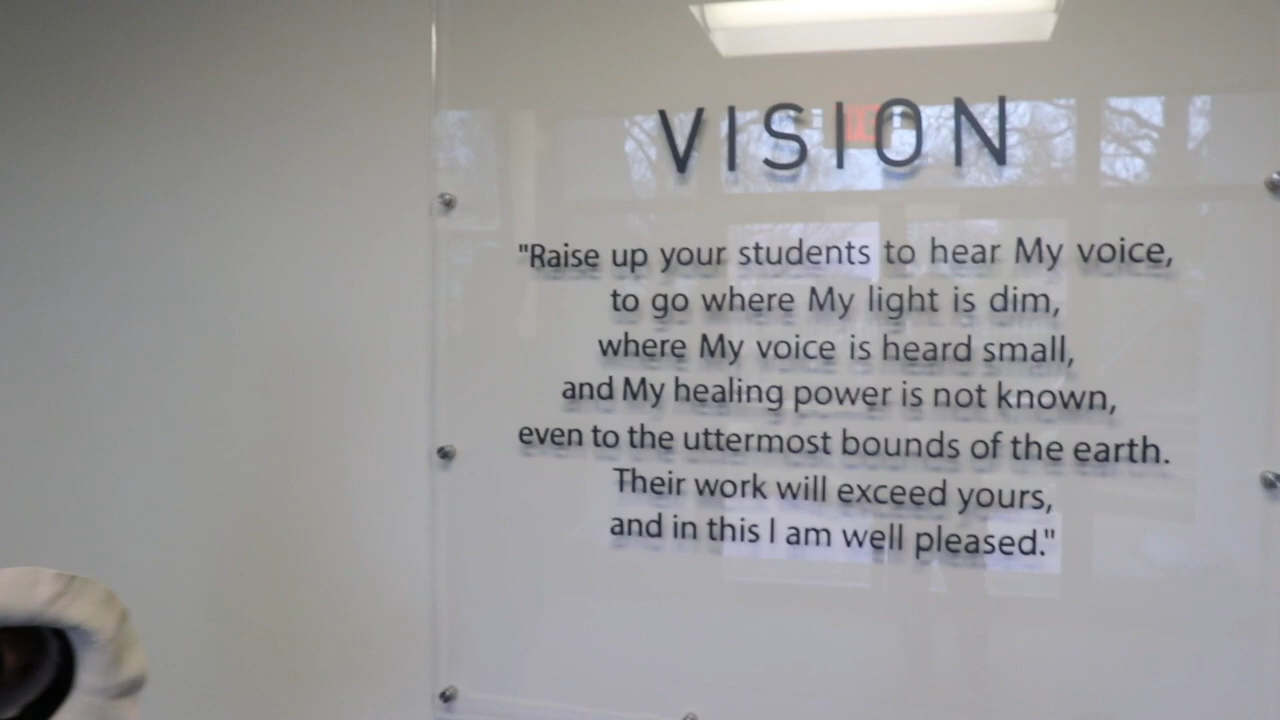 VISION
"Raise up your students to hear My voice,
to go where My light is dim,
where My voice is heard small,
and My healing power is not known,
even to the uttermost bounds of the earth.
Their work will exceed yours,
and in this I am well pleased."